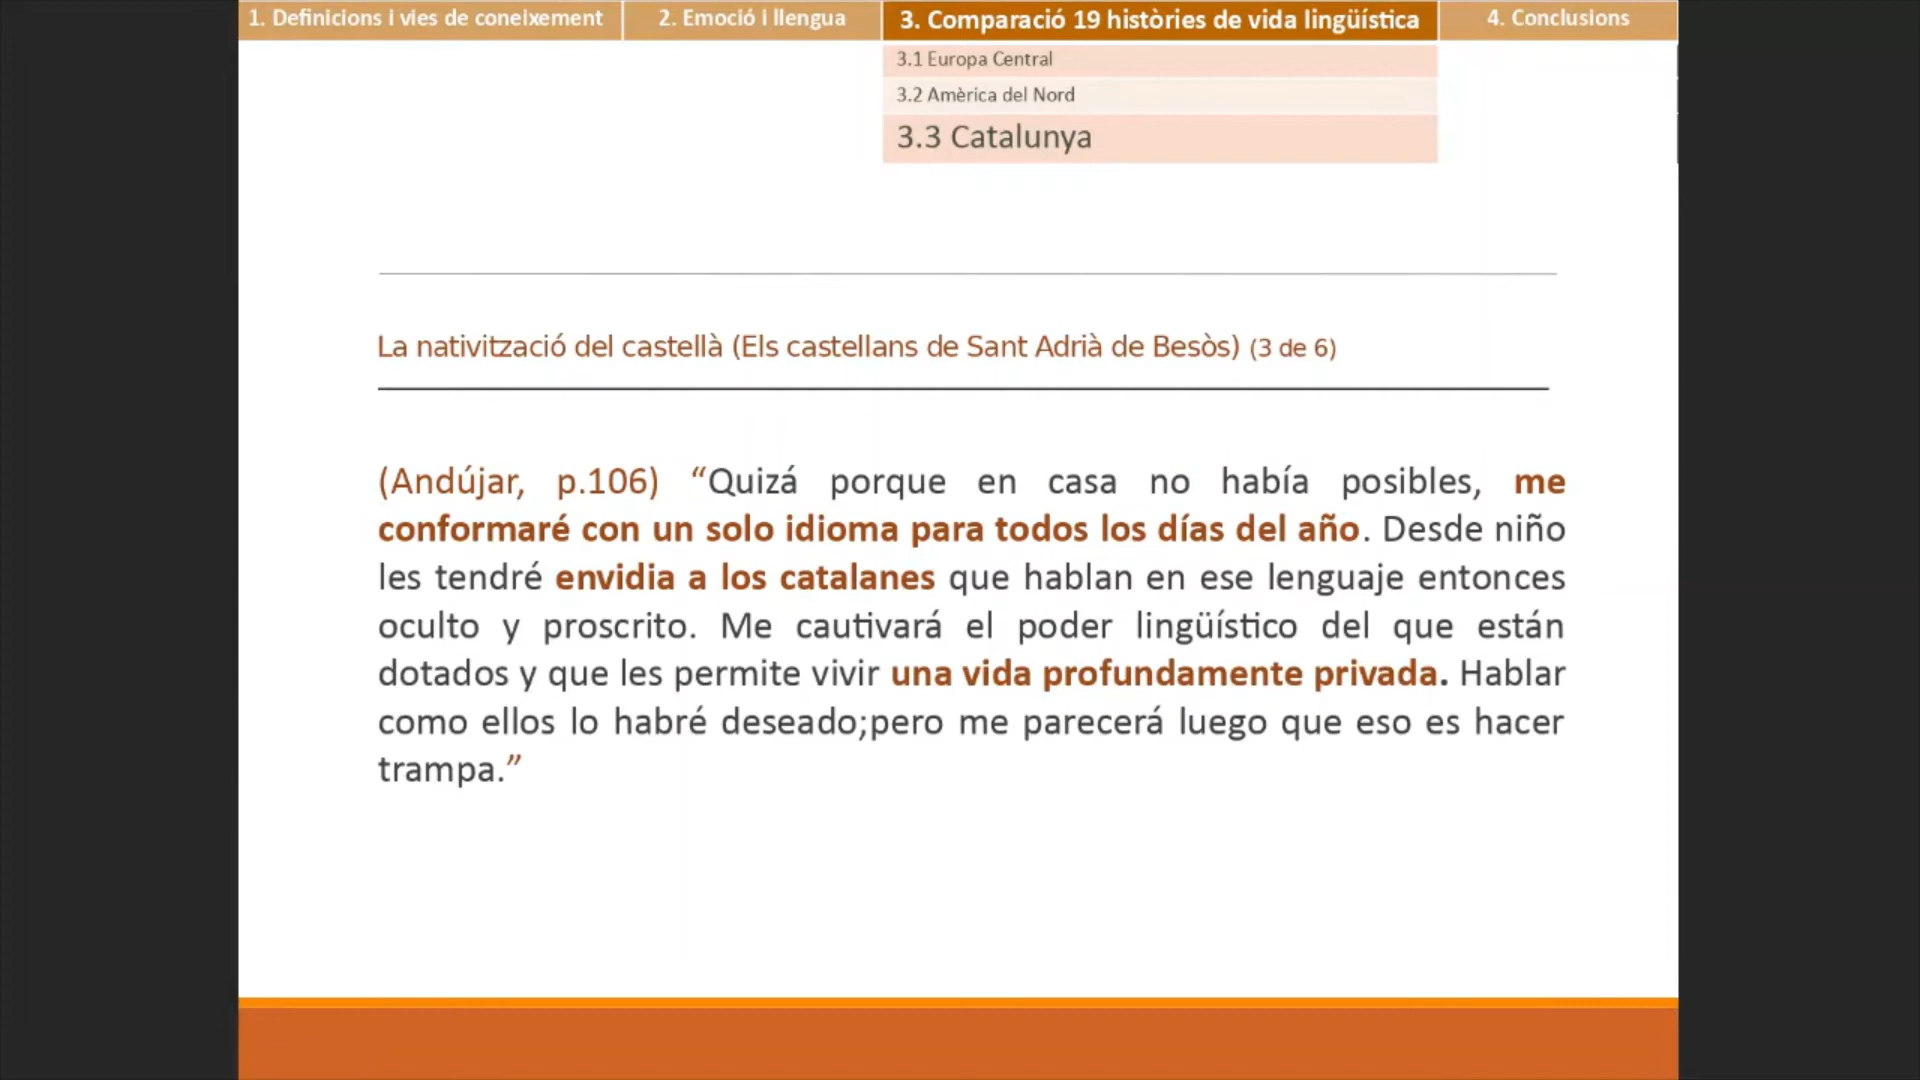 1. Definicions i vies de coneixement
2. Emoció i llengua
3. Comparació 19 històries de vida lingüística
4. Conclusions
3.1 Europa Central
3.2 Amèrica del Nord
3.3 Catalunya
La nativització del castellà (Els castellans de Sant Adrià de Besòs) (3 de 6)
(Andújar, p.106) “Quizá porque en casa no había posibles, me
conformaré con un solo idioma para todos los días del año. Desde niño
les tendré envidia a los catalanes que hablan en ese lenguaje entonces
oculto y proscrito. Me cautivará el poder lingüístico del que están
dotados y que les permite vivir una vida profundamente privada. Hablar
como ellos lo habré deseado;pero me parecerá luego que eso es hacer
trampa.”